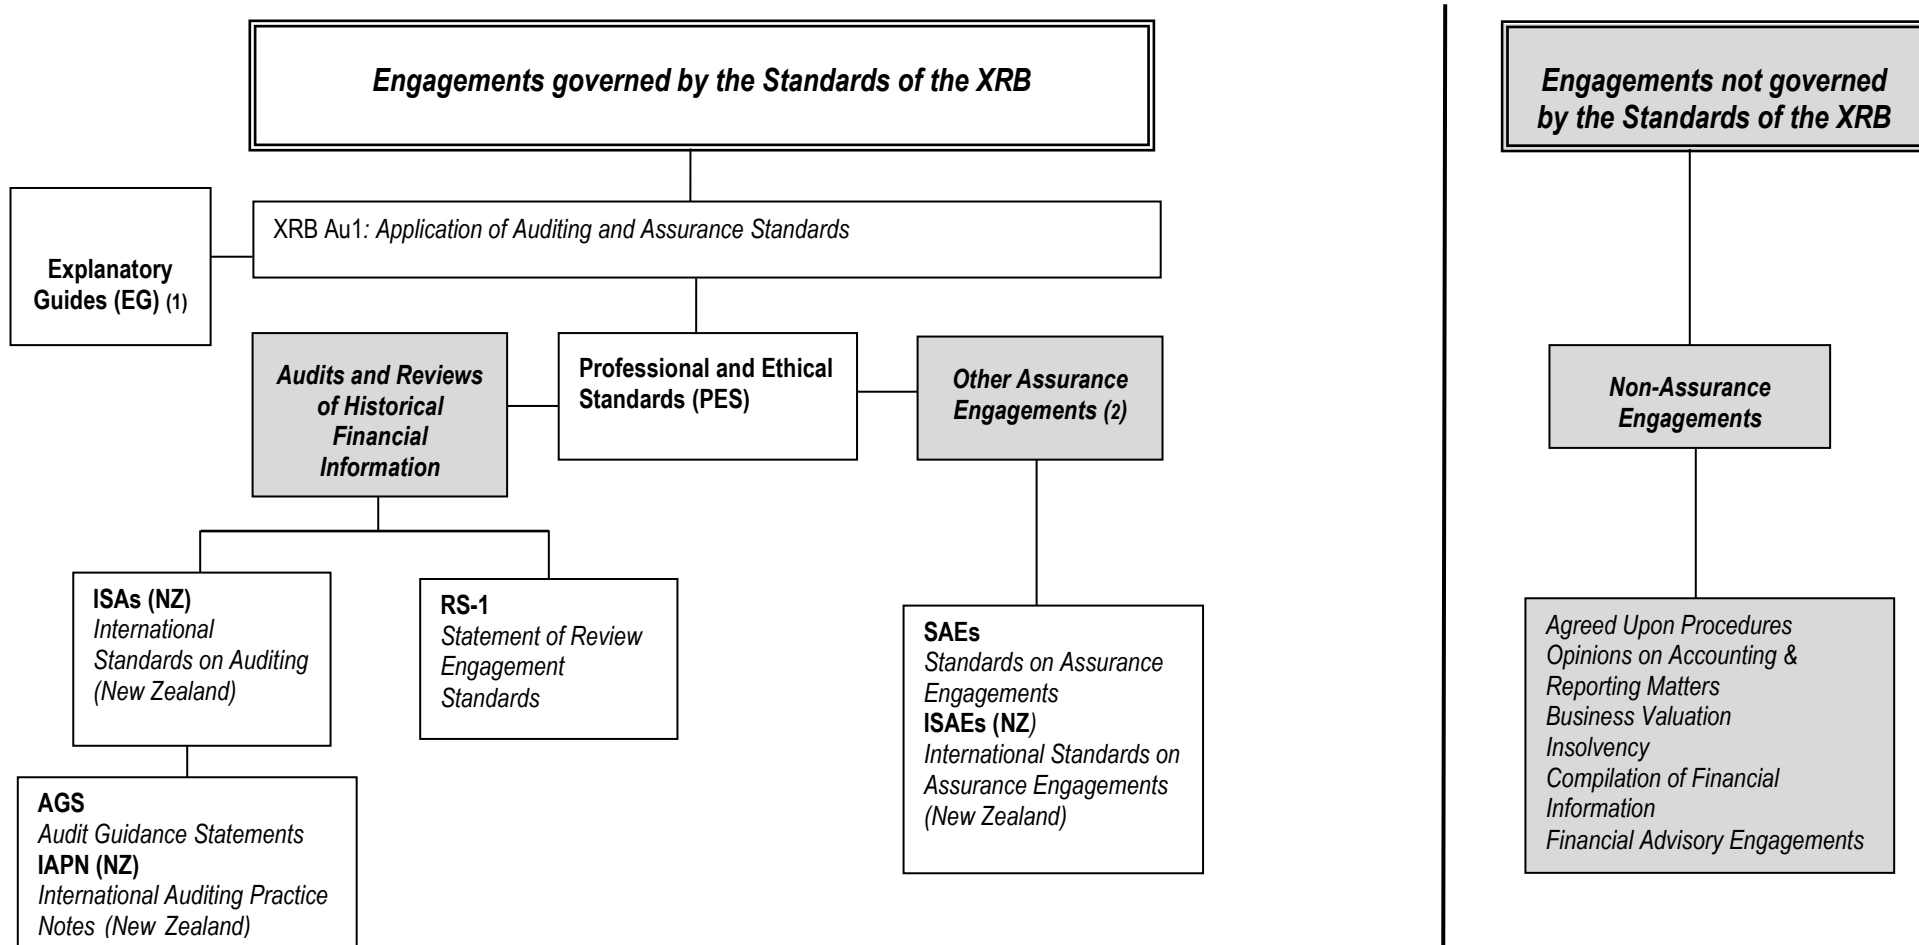 Engagements governed by the Standards of the XRB
Engagements not governed
by the Standards of the XRB
XRB Au1: Application of Auditing and Assurance Standards
Explanatory
Guides (EG) (1)
Audits and Reviews
of Historical
Financial
Information
Professional and Ethical
Standards (PES)
Other Assurance
Engagements (2)
Non-Assurance
Engagements
ISAs (NZ)
International
Standards on Auditing
(New Zealand)
RS-1
Statement of Review
Engagement
Standards
SAEs
Standards on Assurance
Engagements
ISAEs (NZ)
International Standards on
Assurance Engagements
(New Zealand)
Agreed Upon Procedures
Opinions on Accounting &
Reporting Matters
Business Valuation
Insolvency
Compilation of Financial
Information
Financial Advisory Engagements
AGS
Audit Guidance Statements
IAPN (NZ)
International Auditing Practice
Notes (New Zealand)